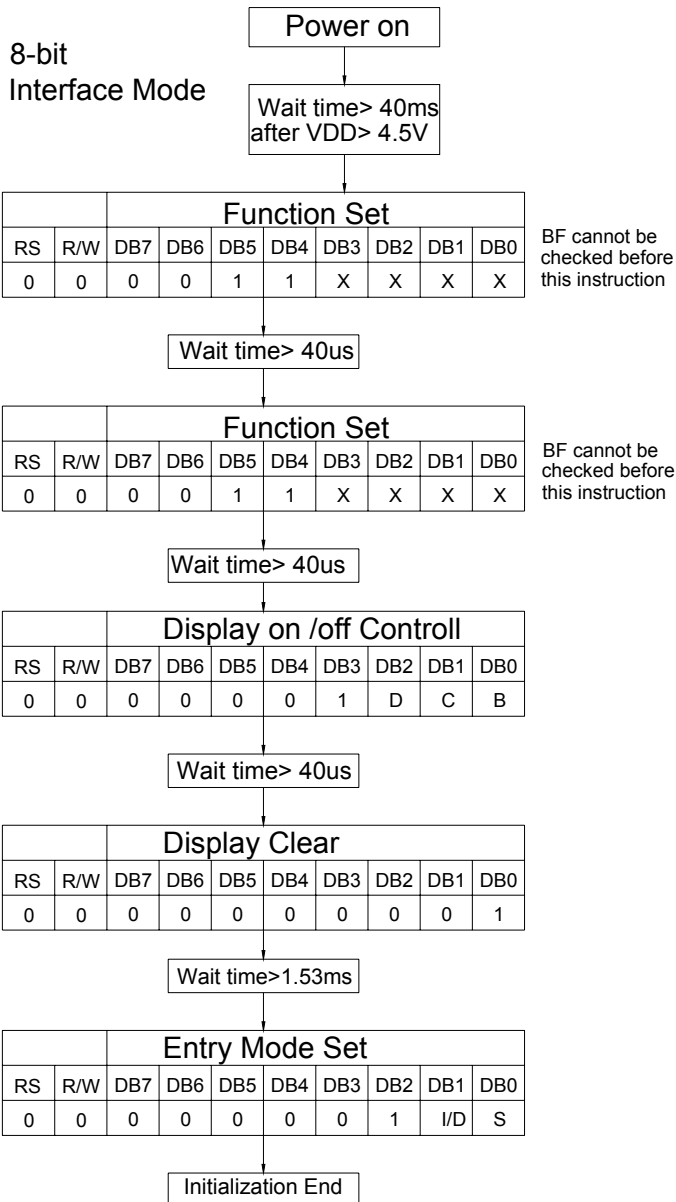 Power on
8-bit
Interface Mode
Wait time> 40ms
after VDD> 4.5V
Function Set
RS R/W DB7 DB6 DB5 DB4 DB3 DB2 DB1 DB0
0 0 0 0 1 1 X X X X
BF cannot be
checked before
this instruction
Wait time> 40us
Function Set
RS R/W DB7 DB6 DB5 DB4 DB3 DB2 DB1 DB0
0 0 0 0 1 1 X X X X
BF cannot be
checked before
this instruction
Wait time> 40us
Display on /off Controll
RS R/W DB7 DB6 DB5 DB4 DB3 DB2 DB1 DB0
0 0 0 0 0 0 1 D C B
Wait time> 40us
Display Clear
RS R/W DB7 DB6 DB5 DB4 DB3 DB2 DB1 DB0
0 0 0 0 0 0 0 0 0 1
Wait time>1.53ms
Entry Mode Set
RS R/W DB7 DB6 DB5 DB4 DB3 DB2 DB1 DB0
0 0 0 0 0 0 0 1 I/D S
Initialization End